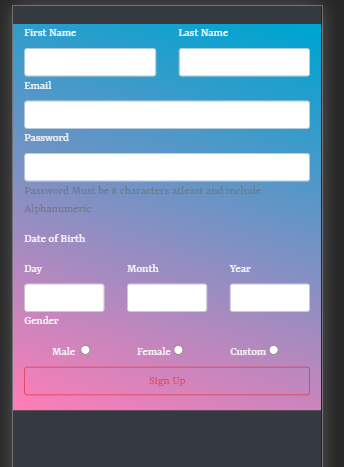 First Name Last Name
Email
Password
Password Must be 8 characters atleast and include
Alphanumeric
Date of Birth
Day Month Year
Gender
Male Female Custom
Sign Up